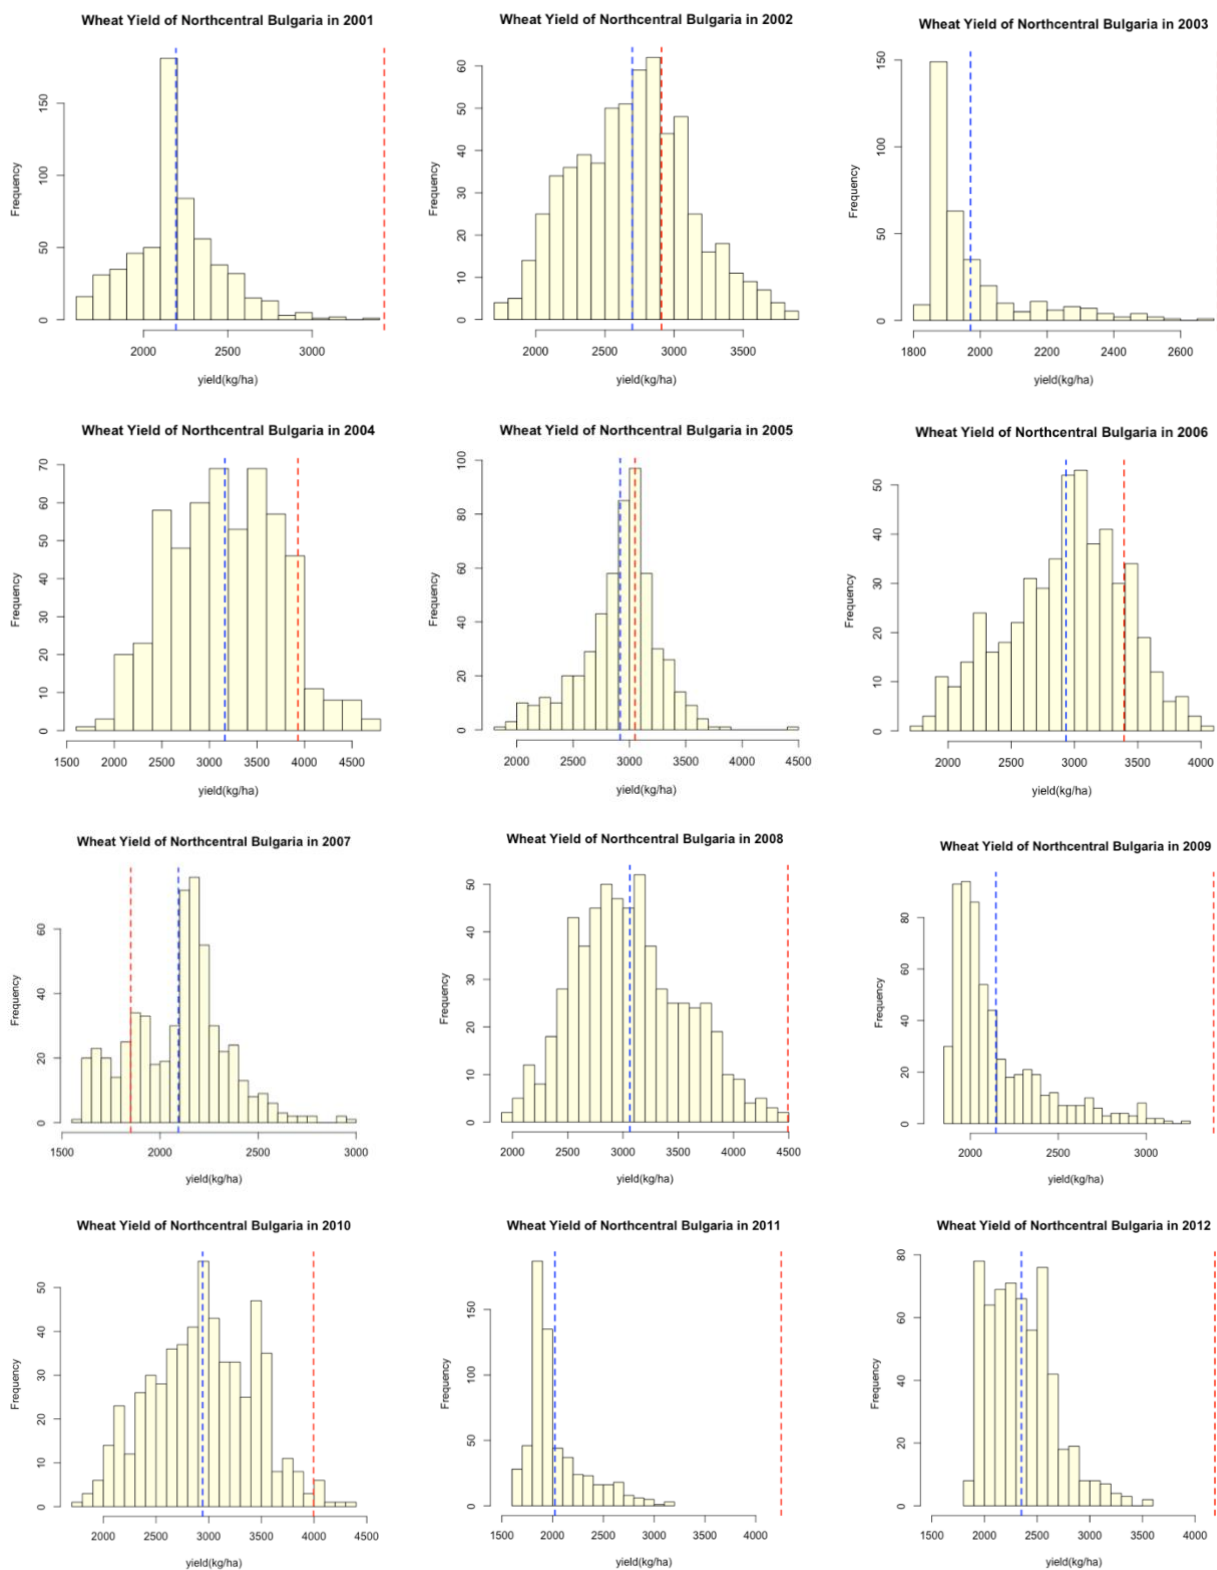 Wheat Yield of Northcentral Bulgaria in 2001
Frequency
0 50 100 150
2000 2500 3000
yield(kg/ha)
Wheat Yield of Northcentral Bulgaria in 2002
Frequency
0 10 20 30 40 50 60
2000 2500 3000 3500
yield(kg/ha)
Wheat Yield of Northcentral Bulgaria in 2003
Frequency
0 50 100 150
1800 2000 2200 2400 2600
yield(kg/ha)
Wheat Yield of Northcentral Bulgaria in 2004
Frequency
0 10 20 30 40 50 60 70
1500 2000 2500 3000 3500 4000 4500
yield(kg/ha)
Wheat Yield of Northcentral Bulgaria in 2005
Frequency
0 20 40 60 80 100
2000 2500 3000 3500 4000 4500
yield(kg/ha)
Wheat Yield of Northcentral Bulgaria in 2006
Frequency
0 10 20 30 40 50
2000 2500 3000 3500 4000
yield(kg/ha)
Wheat Yield of Northcentral Bulgaria in 2007
Frequency
0 20 40 60
1500 2000 2500 3000
yield(kg/ha)
Wheat Yield of Northcentral Bulgaria in 2008
Frequency
0 10 20 30 40 50
2000 2500 3000 3500 4000 4500
yield(kg/ha)
Wheat Yield of Northcentral Bulgaria in 2009
Frequency
0 20 40 60 80
2000 2500 3000
yield(kg/ha)
Wheat Yield of Northcentral Bulgaria in 2010
Frequency
0 10 20 30 40 50
2000 2500 3000 3500 4000 4500
yield(kg/ha)
Wheat Yield of Northcentral Bulgaria in 2011
Frequency
0 50 100 150
1500 2000 2500 3000 3500 4000
yield(kg/ha)
Wheat Yield of Northcentral Bulgaria in 2012
Frequency
0 20 40 60 80
1500 2000 2500 3000 3500 4000
yield(kg/ha)